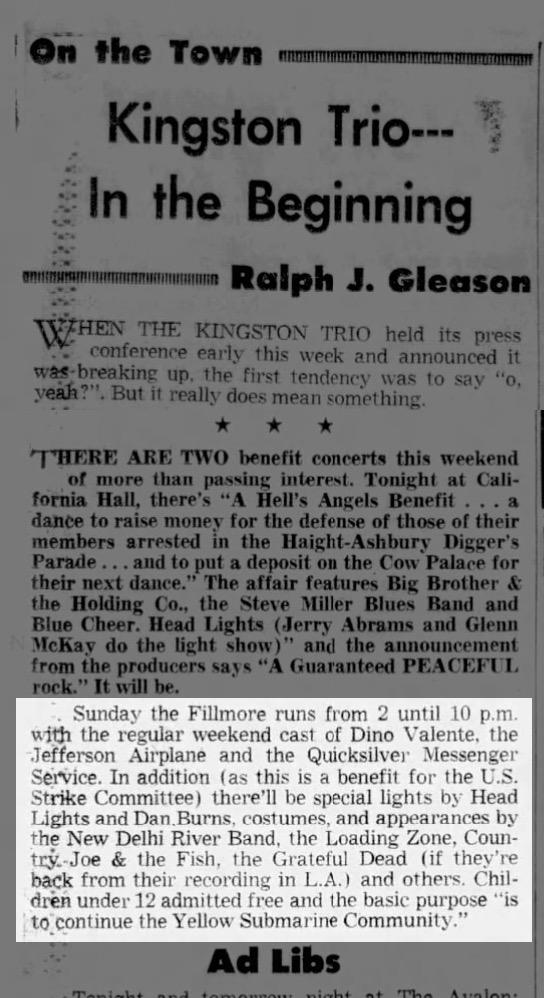 On the Town
Kingston Trio---
In the Beginning
Ralph J. Gleason
WHEN THE KINGSTON TRIO held its press
conference early this week and announced it
was breaking up, the first tendency was to say "o,
yeah?". But it really does mean something.
★ ★ ★
THERE ARE TWO benefit concerts this weekend
of more than passing interest. Tonight at Cali-
fornia Hall, there's "A Hell's Angels Benefit . . . a
dance to raise money for the defense of those of their
members arrested in the Haight-Ashbury Digger's
Parade . . . and to put a deposit on the Cow Palace for
their next dance." The affair features Big Brother &
the Holding Co., the Steve Miller Blues Band and
Blue Cheer. Head Lights (Jerry Abrams and Glenn
McKay do the light show)" and the announcement
from the producers says "A Guaranteed PEACEFUL
rock." It will be.
Sunday the Fillmore runs from 2 until 10 p.m.
with the regular weekend cast of Dino Valente, the
Jefferson Airplane and the Quicksilver Messenger
Service. In addition (as this is a benefit for the U.S.
Strike Committee) there'll be special lights by Head
Lights and Dan Burns, costumes, and appearances by
the New Delhi River Band, the Loading Zone, Coun-
try Joe & the Fish, the Grateful Dead (if they're
back from their recording in L.A.) and others. Chil-
dren under 12 admitted free and the basic purpose "is
to continue the Yellow Submarine Community."
Ad Libs
Tonight and tomorrow night at The Avalon: